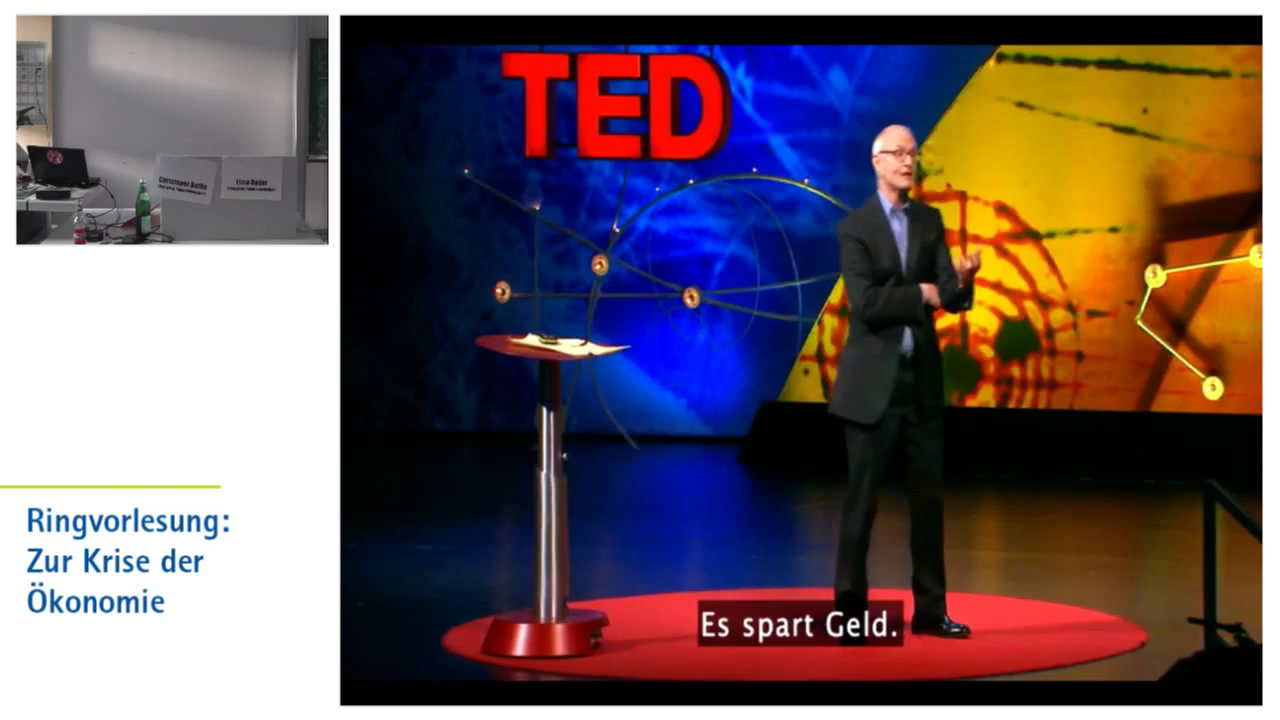 TED
Es spart Geld.
Ringvorlesung:
Zur Krise der
Ökonomie